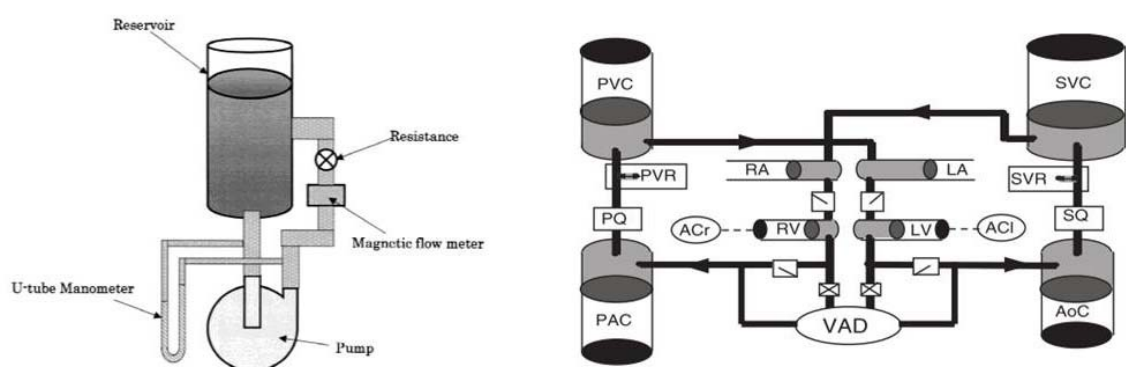 Reservoir
Resistance
Magnctic flow meter
U-tube Manometer
Pump
PVC
SVC
RA
LA
PVR
SVR
PQ
SQ
ACr
RV
LV
ACl
PAC
AoC
VAD